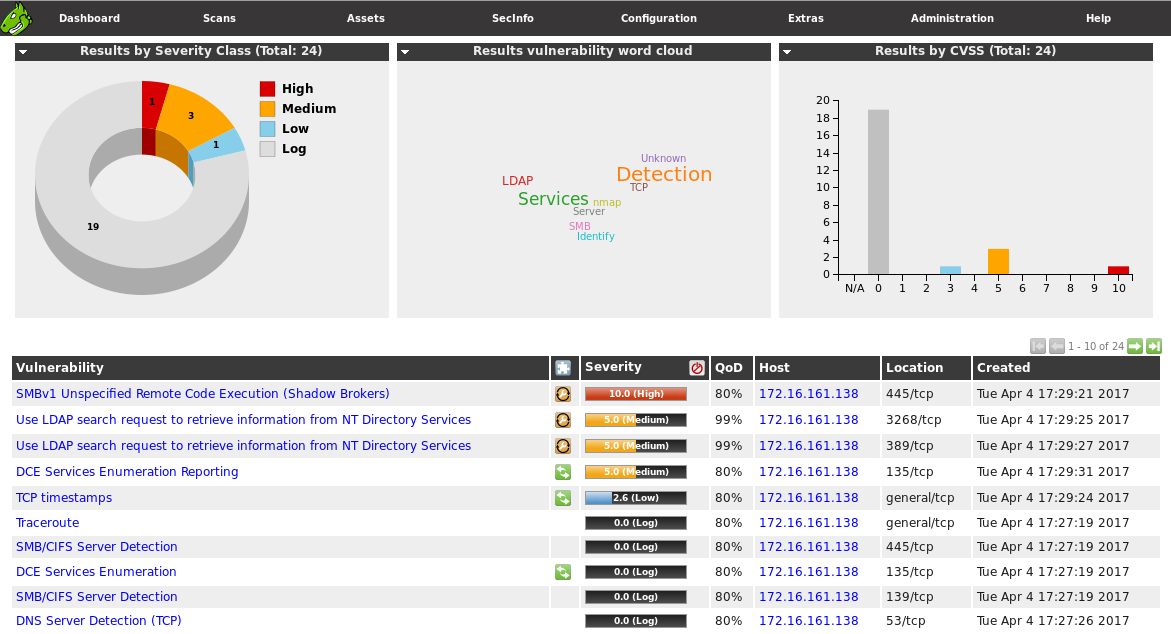 Dashboard Scans Assets SecInfo Configuration Extras Administration Help
Results by Severity Class (Total: 24)
1
3
1
19
High
Medium
Low
Log
Results vulnerability word cloud
Unknown
Detection
LDAP
TCP
Services
nmap
Server
SMB
Identify
Results by CVSS (Total: 24)
20
18
16
14
12
10
8
6
4
2
0
N/A 0 1 2 3 4 5 6 7 8 9 10
1 - 10 of 24
Vulnerability Severity QoD Host Location Created
SMBv1 Unspecified Remote Code Execution (Shadow Brokers) 10.0 (High) 80% 172.16.161.138 445/tcp Tue Apr 4 17:29:21 2017
Use LDAP search request to retrieve information from NT Directory Services 5.0 (Medium) 99% 172.16.161.138 3268/tcp Tue Apr 4 17:29:25 2017
Use LDAP search request to retrieve information from NT Directory Services 5.0 (Medium) 99% 172.16.161.138 389/tcp Tue Apr 4 17:29:27 2017
DCE Services Enumeration Reporting 5.0 (Medium) 80% 172.16.161.138 135/tcp Tue Apr 4 17:29:31 2017
TCP timestamps 2.6 (Low) 80% 172.16.161.138 general/tcp Tue Apr 4 17:29:24 2017
Traceroute 0.0 (Log) 80% 172.16.161.138 general/tcp Tue Apr 4 17:27:19 2017
SMB/CIFS Server Detection 0.0 (Log) 80% 172.16.161.138 445/tcp Tue Apr 4 17:27:19 2017
DCE Services Enumeration 0.0 (Log) 80% 172.16.161.138 135/tcp Tue Apr 4 17:27:19 2017
SMB/CIFS Server Detection 0.0 (Log) 80% 172.16.161.138 139/tcp Tue Apr 4 17:27:19 2017
DNS Server Detection (TCP) 0.0 (Log) 80% 172.16.161.138 53/tcp Tue Apr 4 17:27:26 2017